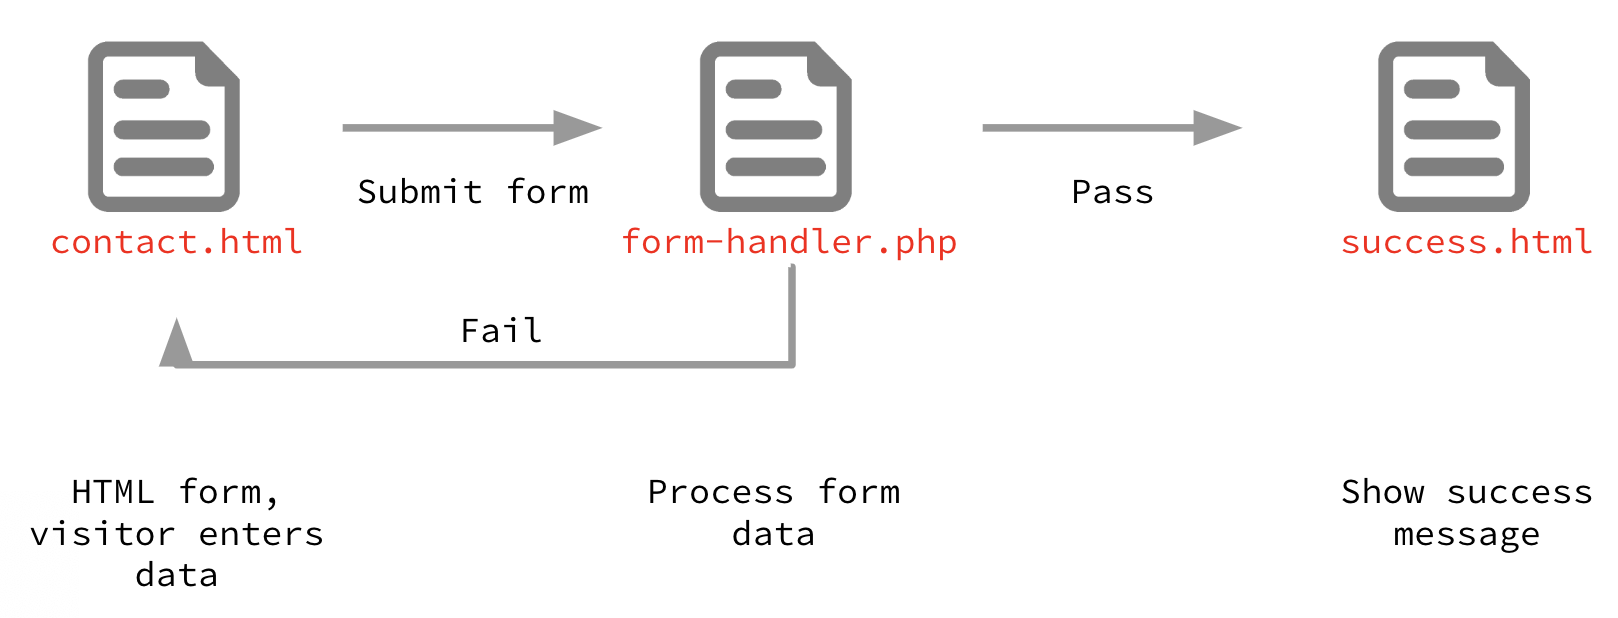 Submit form
Pass
contact.html
form-handler.php
success.html
Fail
HTML form,
visitor enters
data
Process form
data
Show success
message